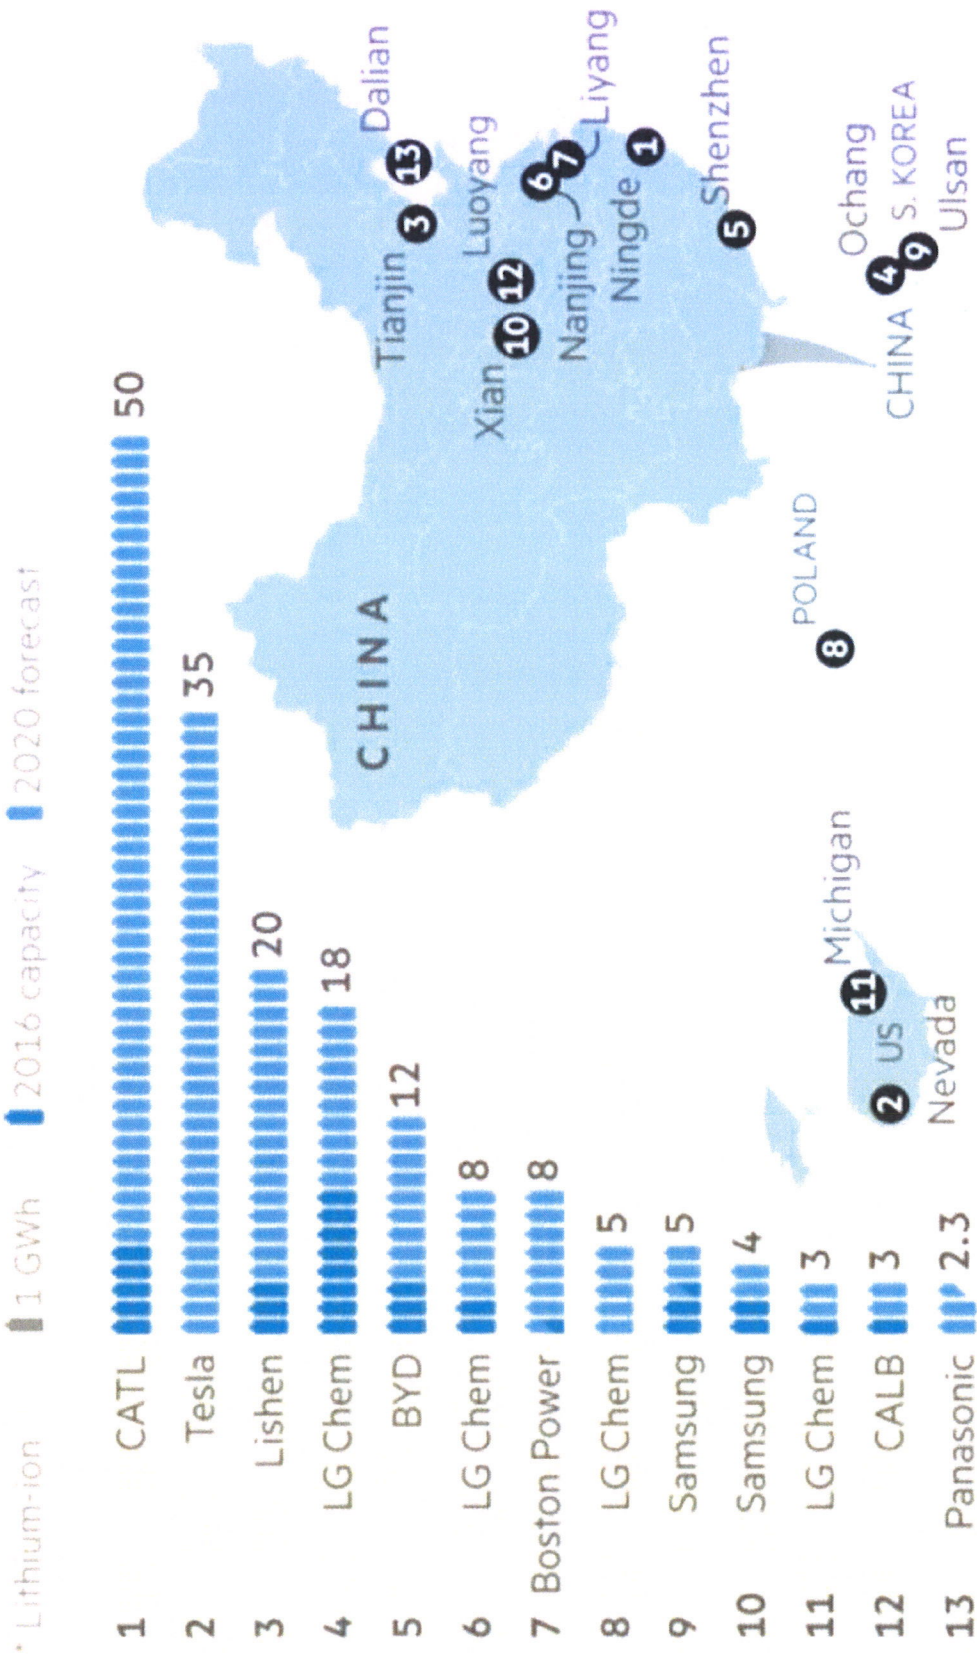 * Lithium-ion 1 GWh 2016 capacity 2020 forecast
1 CATL 50
2 Tesla 35
3 Lishen 20
4 LG Chem 18
5 BYD 12
6 LG Chem 8
7 Boston Power 8
8 LG Chem 5
9 Samsung 5
10 Samsung 4
11 LG Chem 3
12 CALB 3
13 Panasonic 2.3
CHINA
Dalian
13
3
Tianjin
Luoyang
12
10
Xian
6
7
Liyang
Nanjing
1
Ningde
Shenzhen
5
POLAND
8
Ochang
4
S. KOREA
9
CHINA
Ulsan
Michigan
11
US
2
Nevada